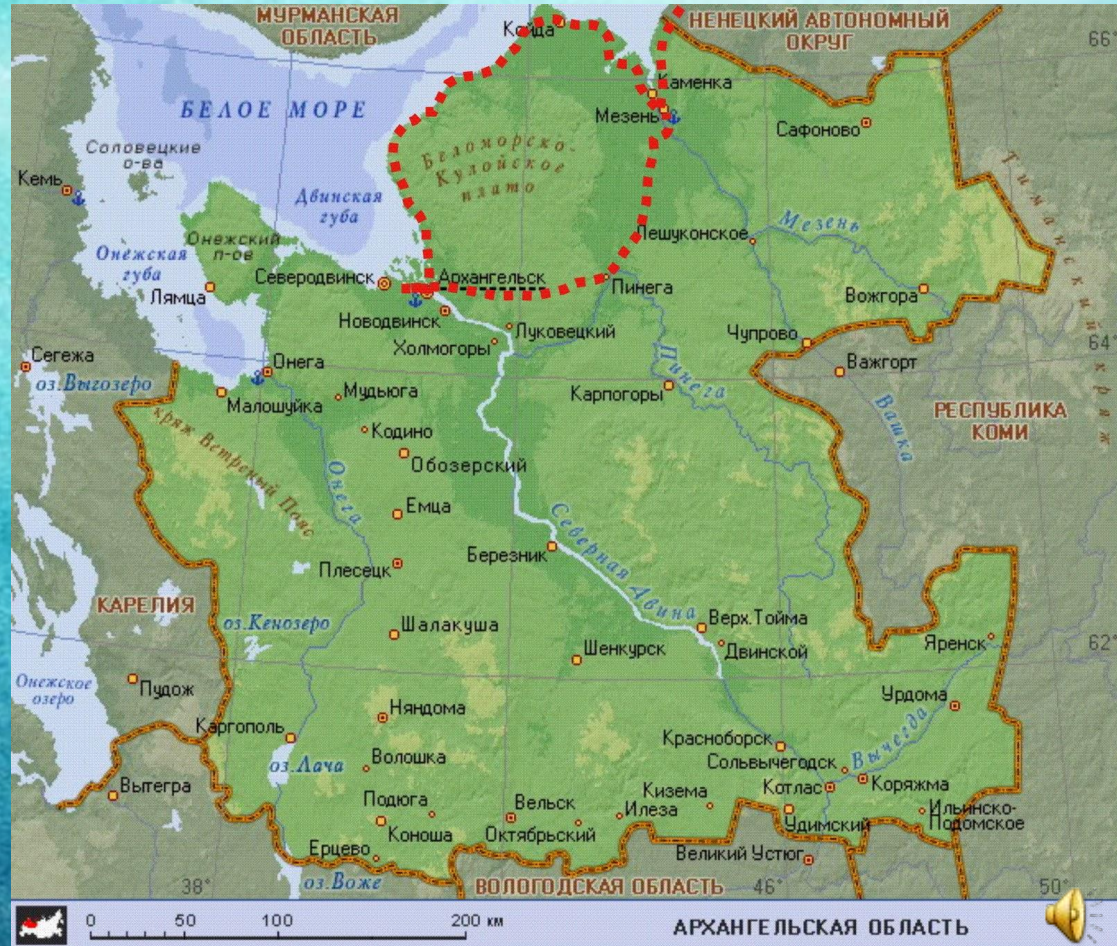 МУРМАНСКАЯ
ОБЛАСТЬ
НЕНЕЦКИЙ АВТОНОМНЫЙ
ОКРУГ
66°
Койда
Каменка
Мезень
Сафоново
БЕЛОЕ МОРЕ
Соловецкие
о-ва
Кемь
Беломорско-
Кулойское
плато
Двинская
губа
Тиманский кряж
Мезень
Лешуконское
Онежский
п-ов
Онежская
губа
Северодвинск
Архангельск
Пинега
Лямца
Вожгора
Новодвинск
Луковецкий
Чупрово
Холмогоры
64°
Сегежа
Онега
Важгорт
оз.Выгозеро
Мудьюга
Карпогоры
Пинега
Малошуйка
Вашка
РЕСПУБЛИКА
КОМИ
кряж Ветреный Пояс
Кодино
Обозерский
Онега
Емца
Северная Двина
Березник
Плесецк
КАРЕЛИЯ
оз.Кенозеро
Шалакуша
Верх.Тойма
Двинской
Яренск
62°
Шенкурск
Онежское
озеро
Пудож
Урдома
Няндома
Каргополь
Красноборск
Вычегда
оз.Лача
Волошка
Сольвычегодск
Вытегра
Котлас
Коряжма
Подюга
Вельск
Кизема
Илеза
Ильинско-
Подомское
Коноша
Октябрьский
Удимский
Ерцево
Великий Устюг
38°
оз.Воже
ВОЛОГОДСКАЯ ОБЛАСТЬ
46°
50°
0 50 100 200 км
АРХАНГЕЛЬСКАЯ ОБЛАСТЬ